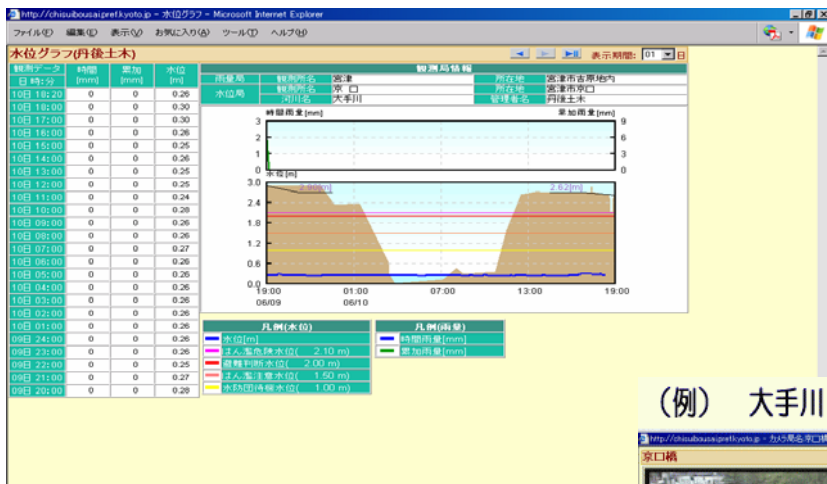 http://chisuibousai.pref.kyoto.jp - 水位グラフ - Microsoft Internet Explorer
ファイル(F) 編集(E) 表示(V) お気に入り(A) ツール(T) ヘルプ(H)
水位グラフ(丹後土木) 表示期間: 01 日
観測データ 時間 累加 水位
日 時:分 [mm] [mm] [m]
10日 18:20 0 0 0.26
10日 18:00 0 0 0.30
10日 17:00 0 0 0.30
10日 16:00 0 0 0.26
10日 15:00 0 0 0.25
10日 14:00 0 0 0.26
10日 13:00 0 0 0.25
10日 12:00 0 0 0.25
10日 11:00 0 0 0.24
10日 10:00 0 0 0.28
10日 09:00 0 0 0.26
10日 08:00 0 0 0.26
10日 07:00 0 0 0.27
10日 06:00 0 0 0.26
10日 05:00 0 0 0.26
10日 04:00 0 0 0.26
10日 03:00 0 0 0.26
10日 02:00 0 0 0.26
10日 01:00 0 0 0.26
09日 24:00 0 0 0.26
09日 23:00 0 0 0.26
09日 22:00 0 0 0.25
09日 21:00 0 0 0.27
09日 20:00 0 0 0.28
観測局情報
雨量局 観測所名 宮津 所在地 宮津市吉原地内
水位局 観測所名 京 口 所在地 宮津市京口
河川名 大手川 管理者名 丹後土木
時間雨量[mm] 累加雨量[mm]
3 9
2 6
1 3
0 0
水位[m]
3.0
2.90[m] 2.62[m]
2.4
1.8
1.2
0.6
0.0
19:00 01:00 07:00 13:00 19:00
06/09 06/10
凡例(水位)
水位[m]
はん濫危険水位( 2.10 m)
避難判断水位( 2.00 m)
はん濫注意水位( 1.50 m)
水防団待機水位( 1.00 m)
凡例(雨量)
時間雨量[mm]
累加雨量[mm]
(例) 大手川
http://chisuibousai.pref.kyoto.jp - カメラ局名:京口橋
京口橋